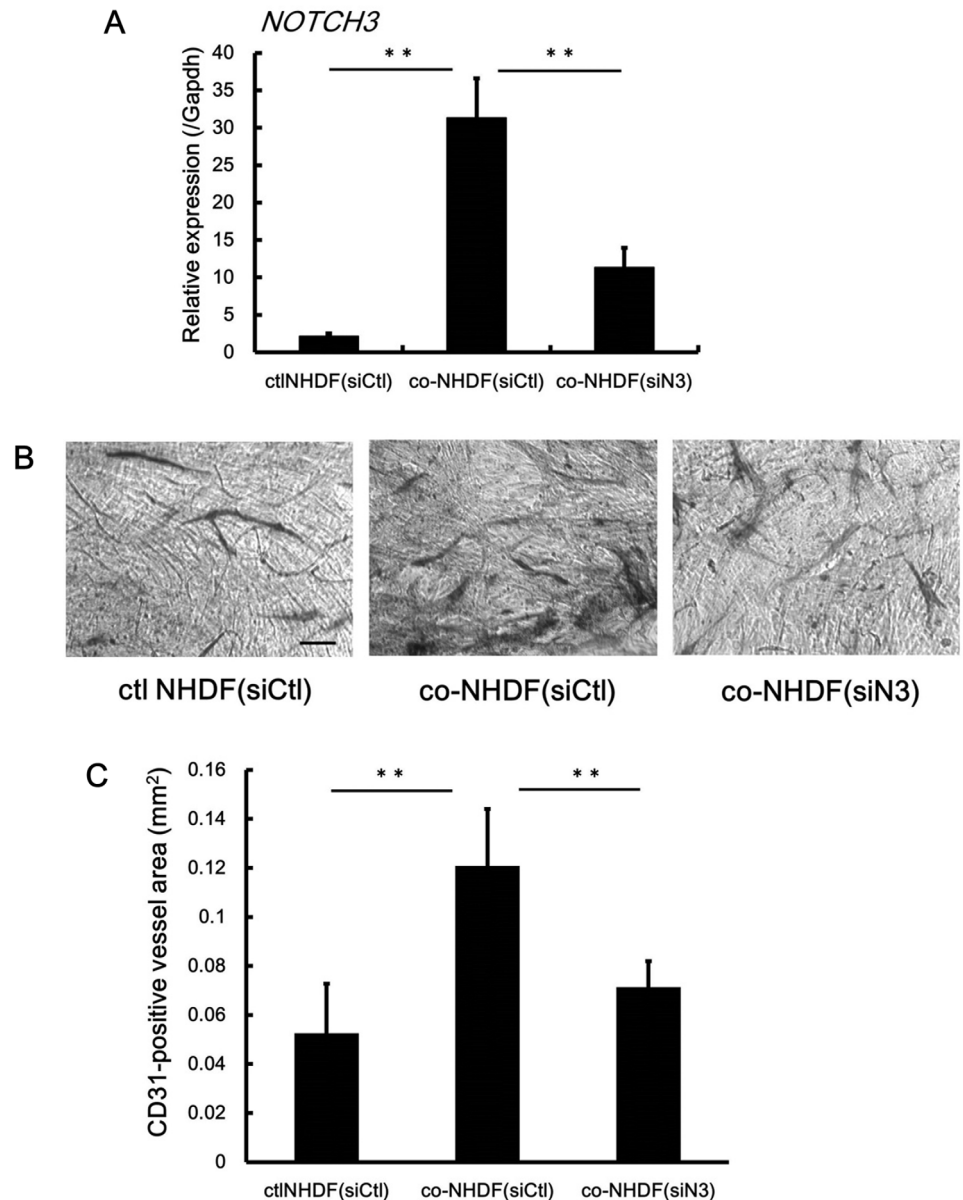 A
NOTCH3
Relative expression (/Gapdh)
40
35
30
25
20
15
10
5
0
* *
* *
ctlNHDF(siCtl) co-NHDF(siCtl) co-NHDF(siN3)
B
ctl NHDF(siCtl) co-NHDF(siCtl) co-NHDF(siN3)
C
CD31-positive vessel area (mm²)
0.16
0.14
0.12
0.1
0.08
0.06
0.04
0.02
0
* *
* *
ctlNHDF(siCtl) co-NHDF(siCtl) co-NHDF(siN3)